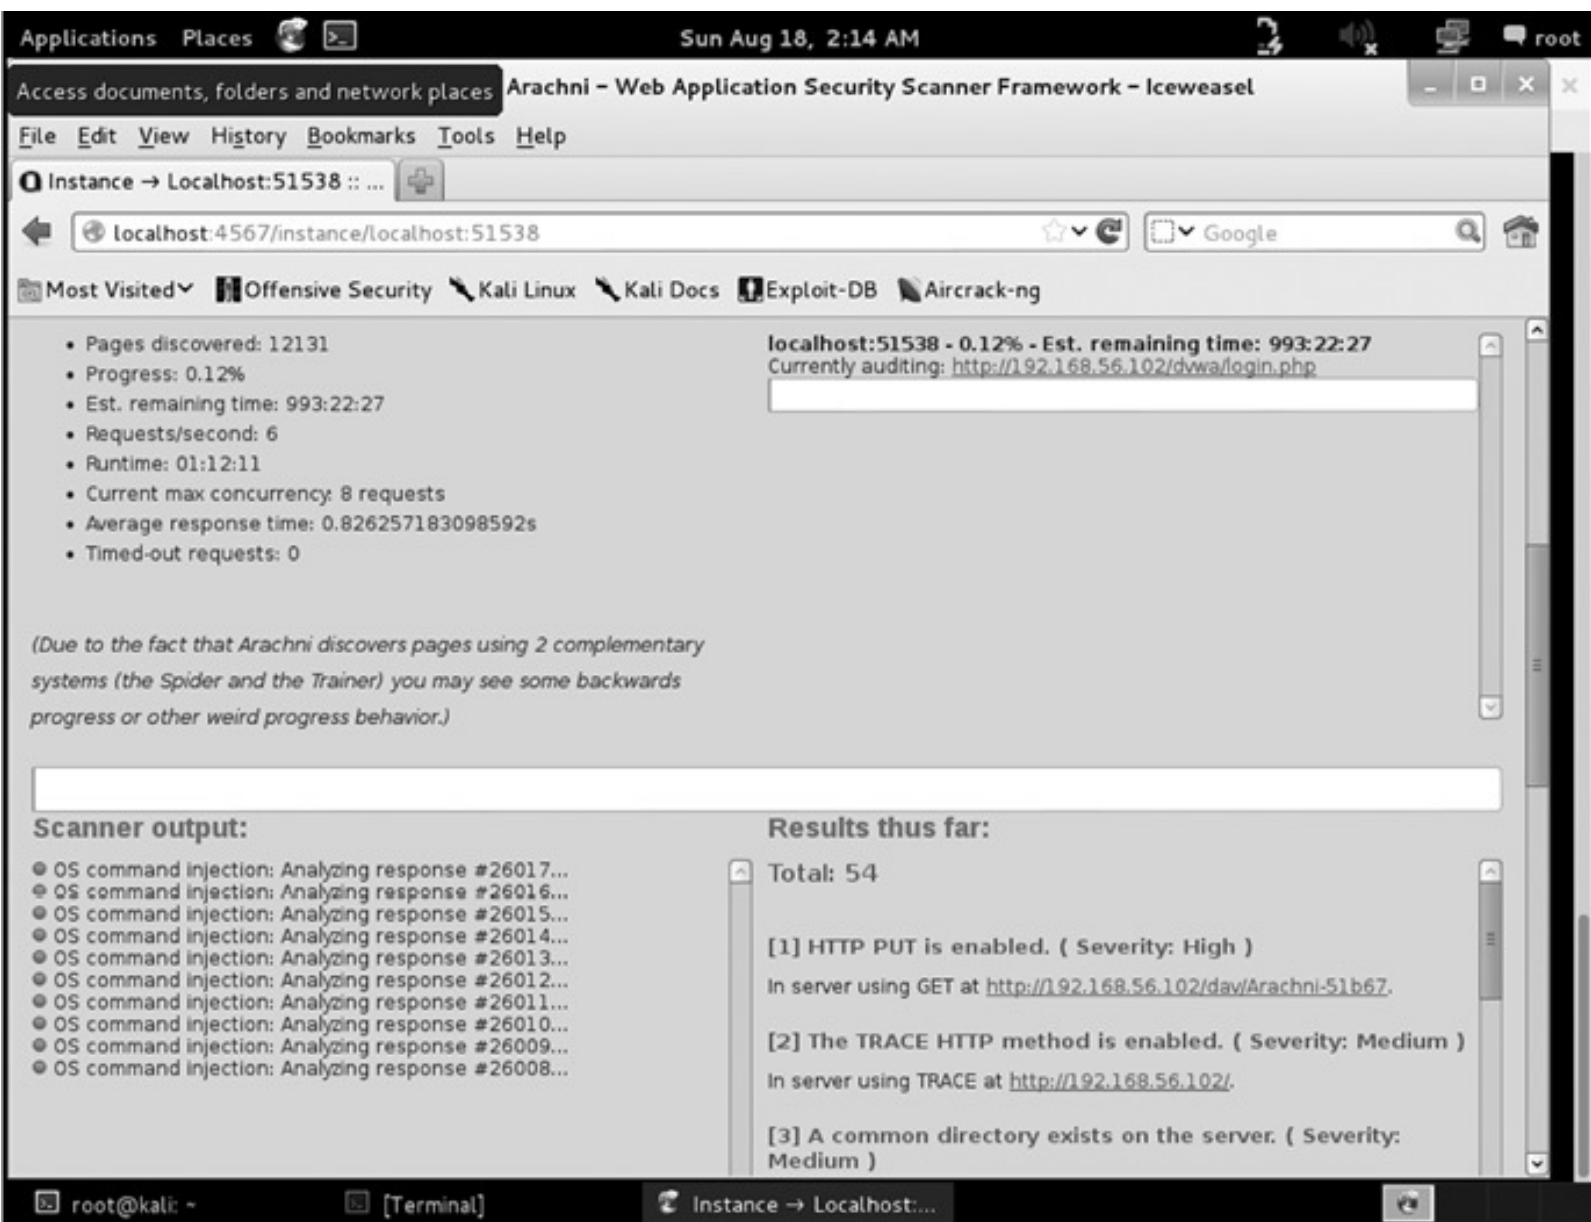 Applications Places Sun Aug 18, 2:14 AM root
Access documents, folders and network places
Arachni – Web Application Security Scanner Framework – Iceweasel
File Edit View History Bookmarks Tools Help
Instance → Localhost:51538 :: ...
localhost:4567/instance/localhost:51538
Google
Most Visited Offensive Security Kali Linux Kali Docs Exploit-DB Aircrack-ng
• Pages discovered: 12131
• Progress: 0.12%
• Est. remaining time: 993:22:27
• Requests/second: 6
• Runtime: 01:12:11
• Current max concurrency: 8 requests
• Average response time: 0.826257183098592s
• Timed-out requests: 0
(Due to the fact that Arachni discovers pages using 2 complementary
systems (the Spider and the Trainer) you may see some backwards
progress or other weird progress behavior.)
localhost:51538 - 0.12% - Est. remaining time: 993:22:27
Currently auditing: http://192.168.56.102/dvwa/login.php
Scanner output:
OS command injection: Analyzing response #26017...
OS command injection: Analyzing response #26016...
OS command injection: Analyzing response #26015...
OS command injection: Analyzing response #26014...
OS command injection: Analyzing response #26013...
OS command injection: Analyzing response #26012...
OS command injection: Analyzing response #26011...
OS command injection: Analyzing response #26010...
OS command injection: Analyzing response #26009...
OS command injection: Analyzing response #26008...
Results thus far:
Total: 54
[1] HTTP PUT is enabled. ( Severity: High )
In server using GET at http://192.168.56.102/dav/Arachni-51b67.
[2] The TRACE HTTP method is enabled. ( Severity: Medium )
In server using TRACE at http://192.168.56.102/.
[3] A common directory exists on the server. ( Severity:
Medium )
root@kali: ~
[Terminal]
Instance → Localhost:...